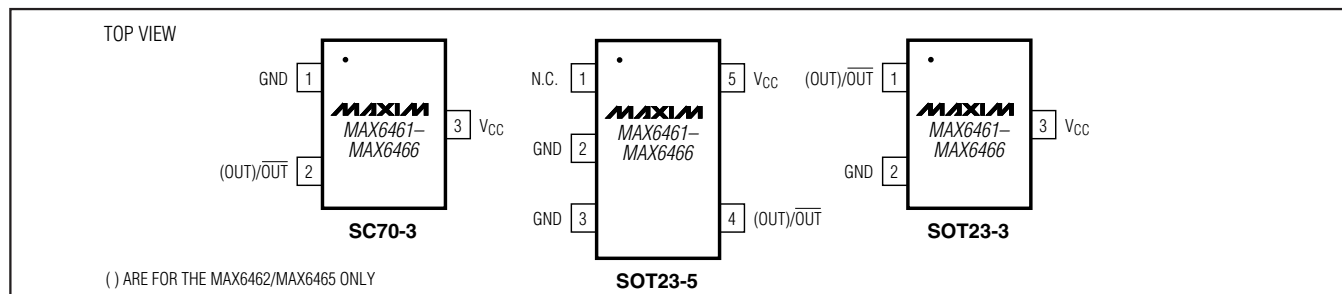 TOP VIEW
GND 1
MAXIM
MAX6461–
MAX6466
3 VCC
(OUT)/OUT 2
SC70-3
N.C. 1
5 VCC
MAXIM
MAX6461–
MAX6466
GND 2
GND 3
4 (OUT)/OUT
SOT23-5
(OUT)/OUT 1
MAXIM
MAX6461–
MAX6466
3 VCC
GND 2
SOT23-3
( ) ARE FOR THE MAX6462/MAX6465 ONLY